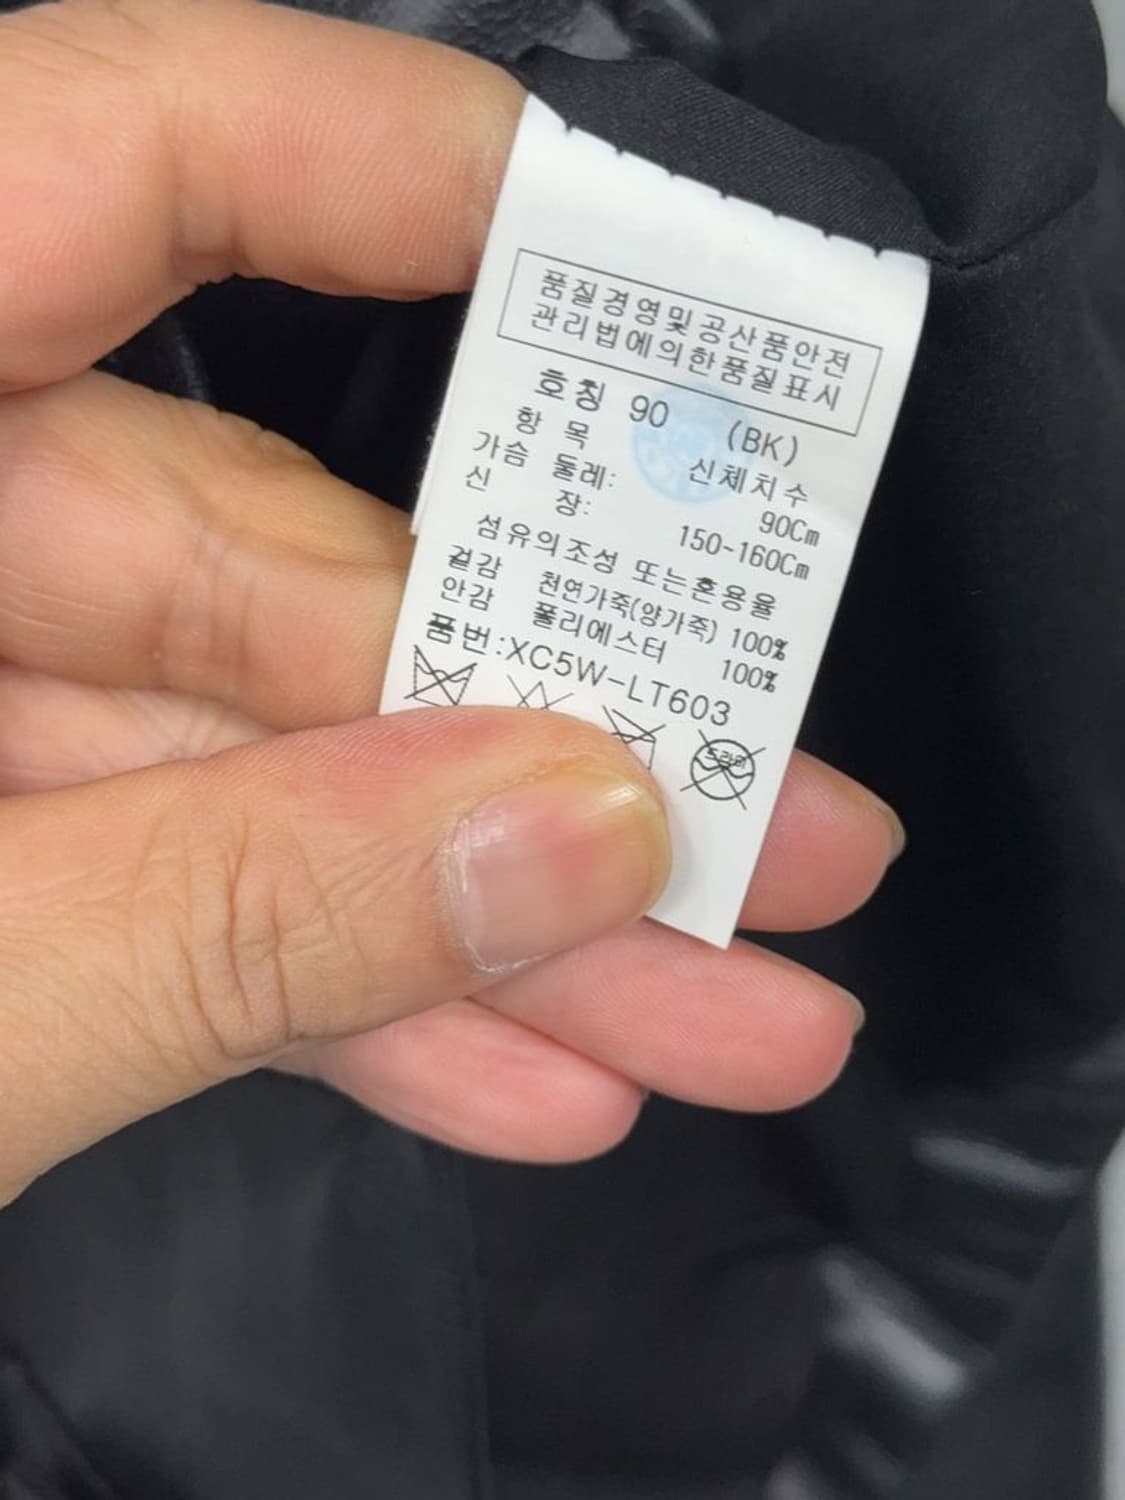 품질경영및공산품안전
관리법에의한품질표시
호칭 90 (BK)
항 목 신체치수
가슴 둘레: 90Cm
신 장: 150~160Cm
섬유의조성 또는혼용율
겉감 천연가죽(양가죽) 100%
안감 폴리에스터 100%
품번:XC5W-LT603
드라이